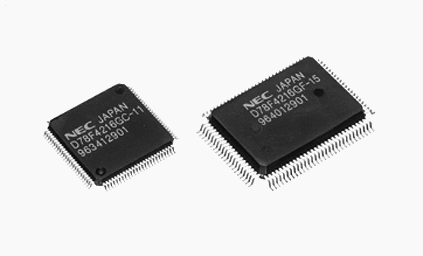 NEC JAPAN
D78F4216GC-11
963412901
NEC JAPAN
D78F4216GF-15
964012901